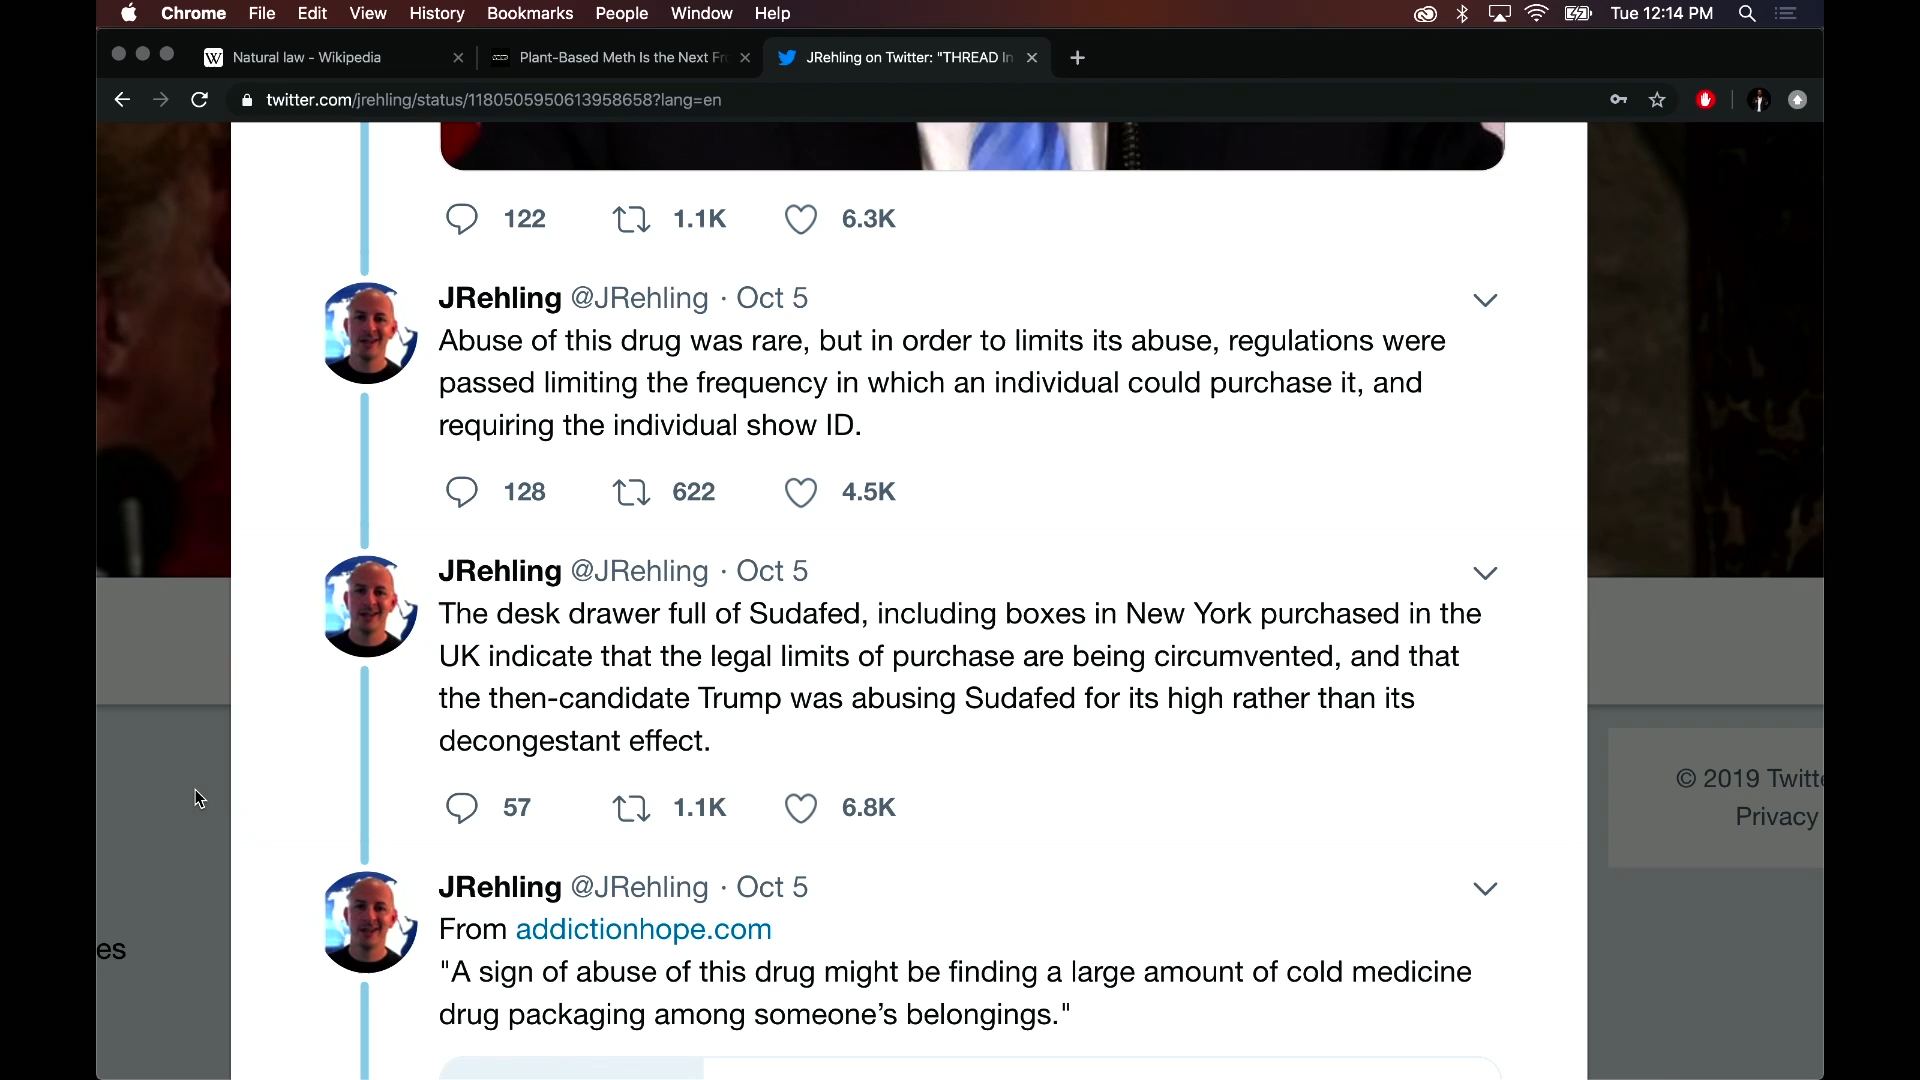 Chrome File Edit View History Bookmarks People Window Help Tue 12:14 PM
W Natural law - Wikipedia Plant-Based Meth Is the Next Fr JRehling on Twitter: "THREAD In
twitter.com/jrehling/status/1180505950613958658?lang=en
122 1.1K 6.3K
JRehling @JRehling · Oct 5
Abuse of this drug was rare, but in order to limits its abuse, regulations were
passed limiting the frequency in which an individual could purchase it, and
requiring the individual show ID.
128 622 4.5K
JRehling @JRehling · Oct 5
The desk drawer full of Sudafed, including boxes in New York purchased in the
UK indicate that the legal limits of purchase are being circumvented, and that
the then-candidate Trump was abusing Sudafed for its high rather than its
decongestant effect.
57 1.1K 6.8K
© 2019 Twitte
Privacy
JRehling @JRehling · Oct 5
From addictionhope.com
es
"A sign of abuse of this drug might be finding a large amount of cold medicine
drug packaging among someone’s belongings."